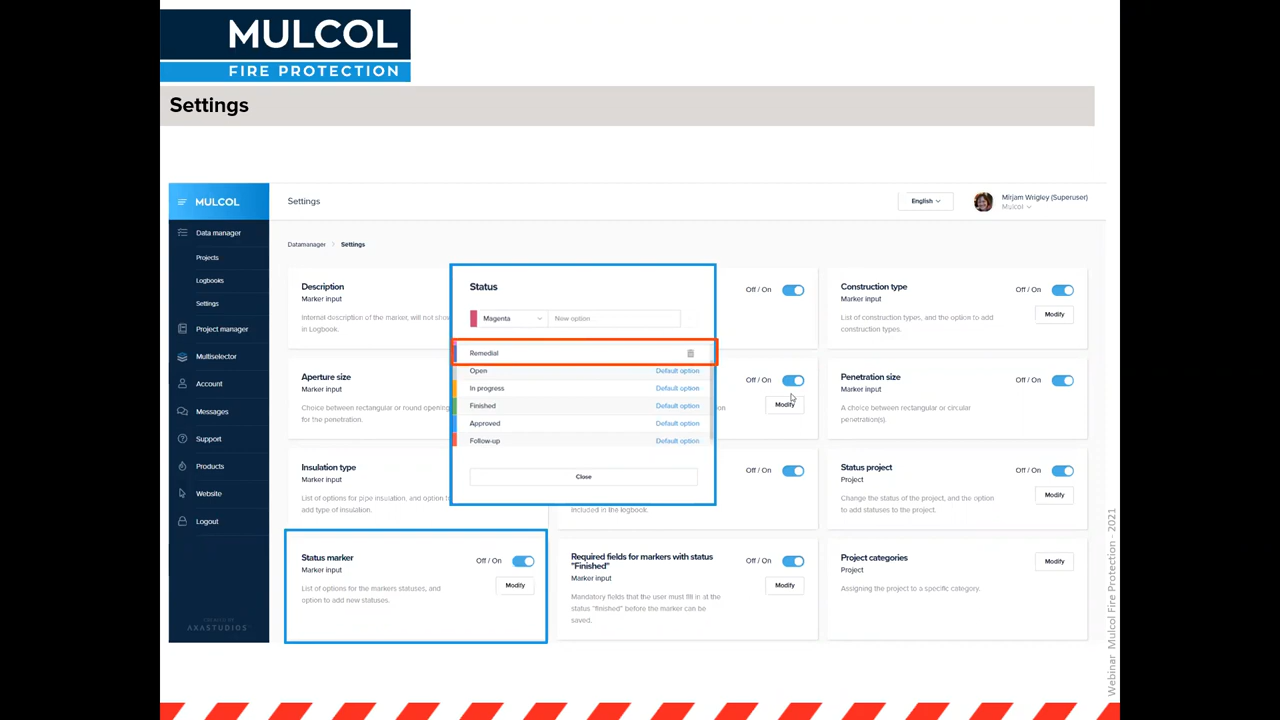 MULCOL
FIRE PROTECTION
Settings
MULCOL
Settings
English
Mirjam Wrigley (Superuser)
Mulcol
Data manager
Projects
Logbooks
Settings
Project manager
Multiselector
Account
Messages
Support
Products
Website
Logout
AXASTUDIOS
Datamanager
Settings
Description
Marker input
Internal description of the marker, will not show
in Logbook.
Off / On
Construction type
Marker input
Off / On
List of construction types, and the option to add
construction types.
Modify
Status
Magenta
New option
Remedial
Open
Default option
In progress
Default option
Finished
Default option
Approved
Default option
Follow-up
Default option
Close
Aperture size
Marker input
Choice between rectangular or round opening
for the penetration.
Off / On
Modify
Penetration size
Marker input
Off / On
A choice between rectangular or circular
penetration(s).
Insulation type
Marker input
List of options for pipe insulation, and option to
add type of insulation.
Off / On
included in the logbook.
Status project
Project
Off / On
Change the status of the project, and the option
to add statuses to the project.
Modify
Status marker
Marker input
Off / On
List of options for the markers statuses, and
option to add new statuses.
Modify
Required fields for markers with status
"Finished"
Marker input
Off / On
Mandatory fields that the user must fill in at the
status "finished" before the marker can be
saved.
Modify
Project categories
Project
Assigning the project to a specific category.
Modify
Webinar Mulcol Fire Protection - 2021